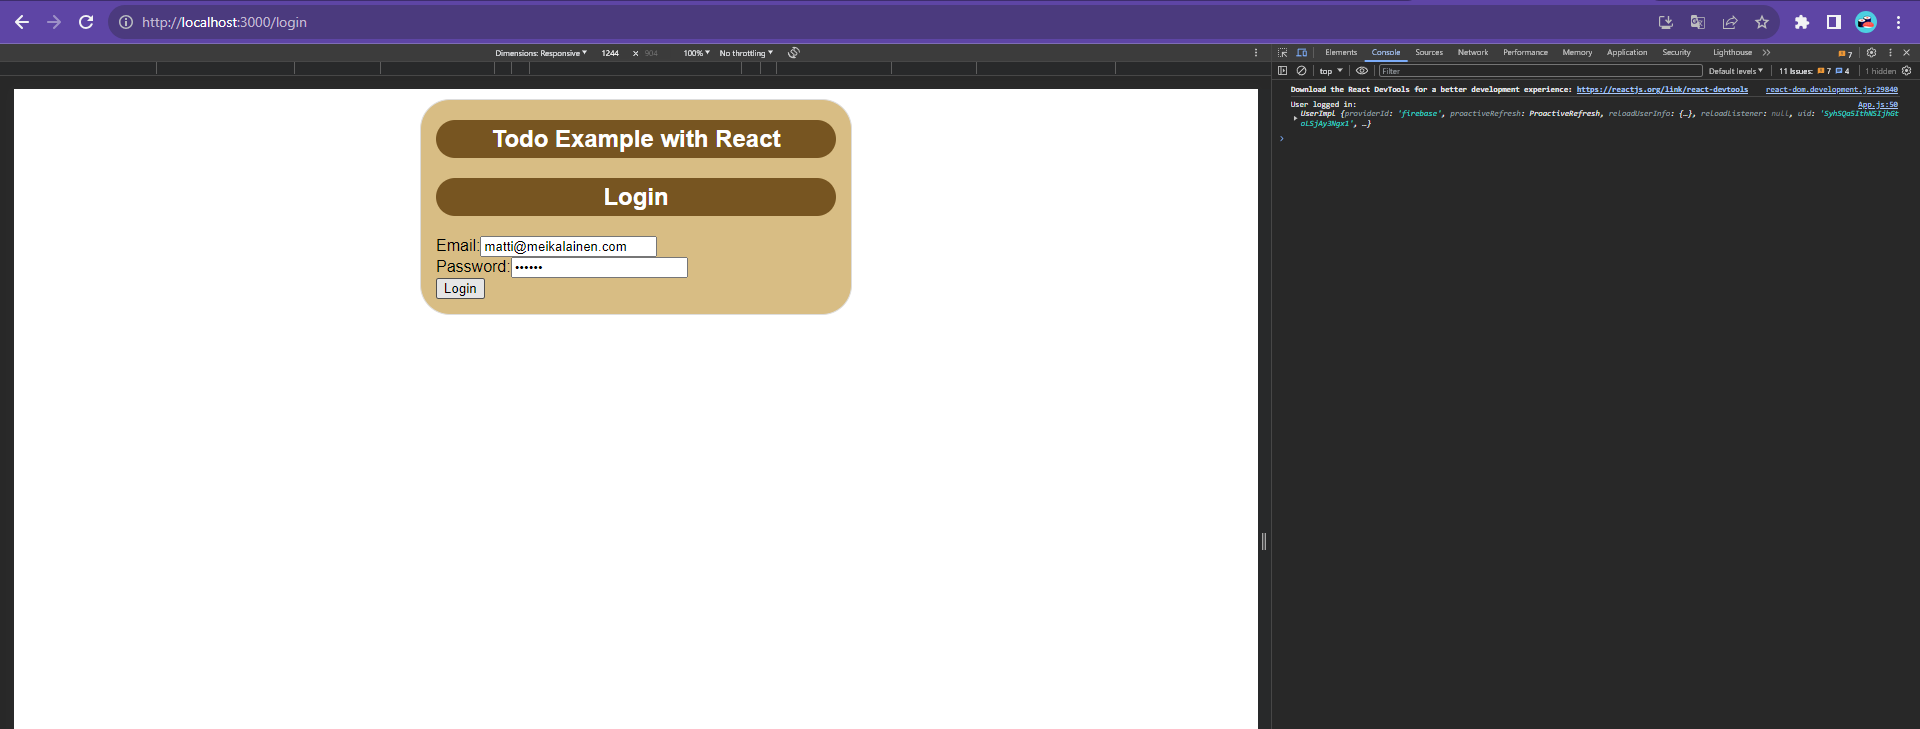 http://localhost:3000/login
Dimensions: Responsive 1244 × 904 100% No throttling
Elements Console Sources Network Performance Memory Application Security Lighthouse 7
top Filter Default levels 11 Issues: 7 4 1 hidden
Todo Example with React
Login
Email: matti@meikalainen.com
Password: ••••••
Login
Download the React DevTools for a better development experience: https://reactjs.org/link/react-devtools react-dom.development.js:29840
User logged in: App.js:50
UserImpl {providerId: 'firebase', proactiveRefresh: ProactiveRefresh, reloadUserInfo: {…}, reloadListener: null, uid: